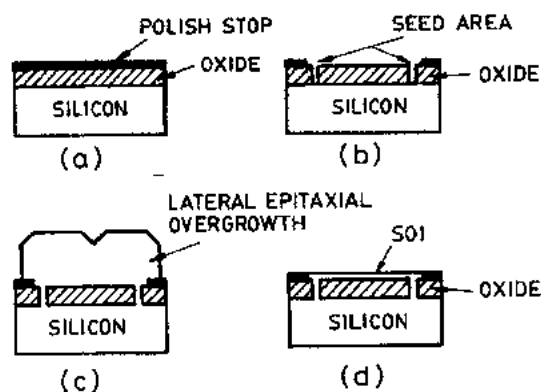 POLISH STOP
OXIDE
SILICON
(a)
SEED AREA
OXIDE
SILICON
(b)
LATERAL EPITAXIAL
OVERGROWTH
SILICON
(c)
SOI
OXIDE
SILICON
(d)